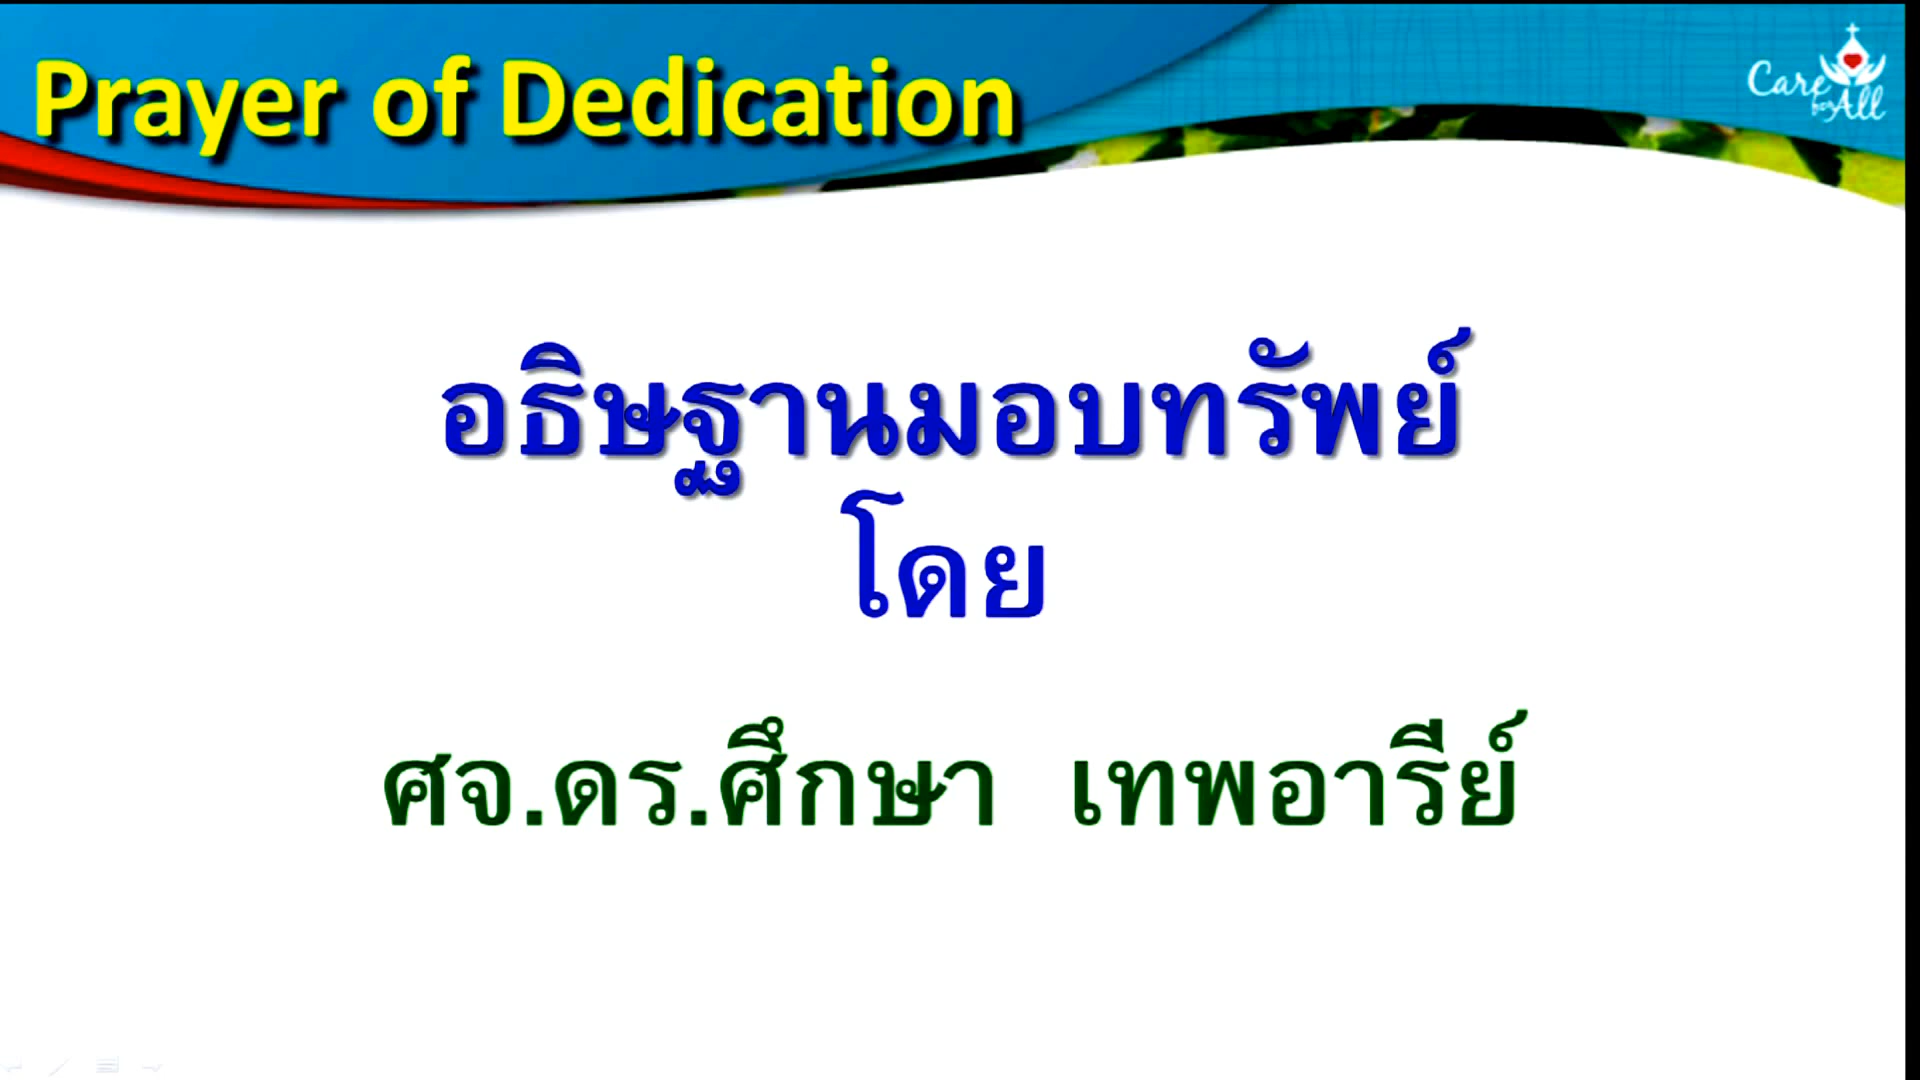 Prayer of Dedication
Care
for All
อธิษฐานมอบทรัพย์
โดย
ศจ.ดร.ศึกษา เทพอารีย์